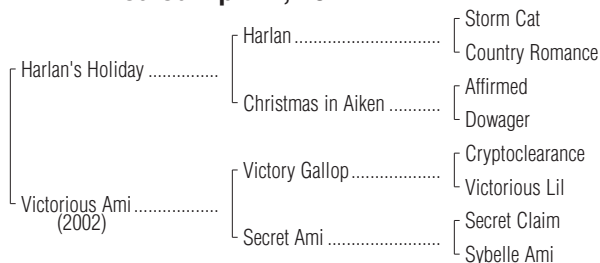 Storm Cat
Harlan
Country Romance
Harlan's Holiday
Affirmed
Christmas in Aiken
Dowager
Cryptoclearance
Victory Gallop
Victorious Lil
Victorious Ami
(2002)
Secret Claim
Secret Ami
Sybelle Ami